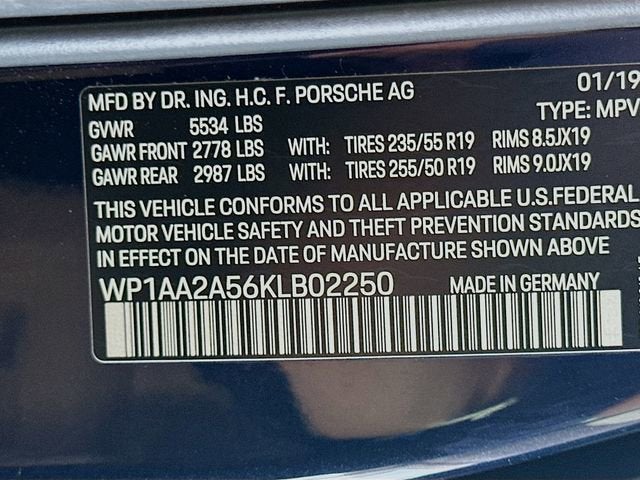 MFD BY DR. ING. H.C. F. PORSCHE AG 01/19
GVWR 5534 LBS TYPE: MPV
GAWR FRONT 2778 LBS WITH: TIRES 235/55 R19 RIMS 8.5JX19
GAWR REAR 2987 LBS WITH: TIRES 255/50 R19 RIMS 9.0JX19
THIS VEHICLE CONFORMS TO ALL APPLICABLE U.S.FEDERAL
MOTOR VEHICLE SAFETY AND THEFT PREVENTION STANDARDS
IN EFFECT ON THE DATE OF MANUFACTURE SHOWN ABOVE
WP1AA2A56KLB02250 MADE IN GERMANY